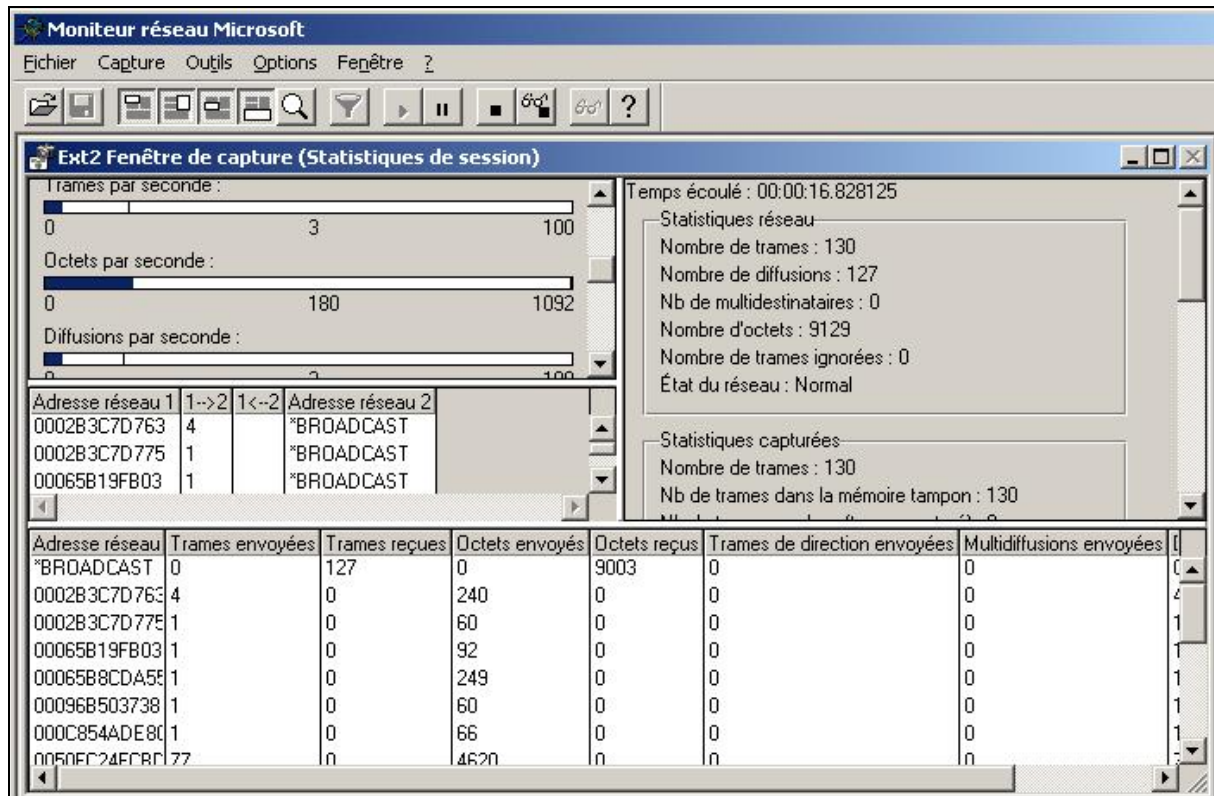 Moniteur réseau Microsoft
Fichier Capture Outils Options Fenêtre ?
Ext2 Fenêtre de capture (Statistiques de session)
Trames par seconde :
0 3 100
Octets par seconde :
0 180 1092
Diffusions par seconde :
0 100
Temps écoulé : 00:00:16.828125
Statistiques réseau
Nombre de trames : 130
Nombre de diffusions : 127
Nb de multidestinataires : 0
Nombre d'octets : 9129
Nombre de trames ignorées : 0
État du réseau : Normal
Statistiques capturées
Nombre de trames : 130
Nb de trames dans la mémoire tampon : 130
Adresse réseau 1 1-->2 1<--2 Adresse réseau 2
0002B3C7D763 4 *BROADCAST
0002B3C7D775 1 *BROADCAST
00065B19FB03 1 *BROADCAST
Adresse réseau Trames envoyées Trames reçues Octets envoyés Octets reçus Trames de direction envoyées Multidiffusions envoyées
*BROADCAST 0 127 0 9003 0 0
0002B3C7D763 4 0 240 0 0 0
0002B3C7D775 1 0 60 0 0 0
00065B19FB03 1 0 92 0 0 0
00065B8CDA55 1 0 249 0 0 0
00096B503738 1 0 60 0 0 0
000C854ADE80 1 0 66 0 0 0
77 0 4620 0 0 0